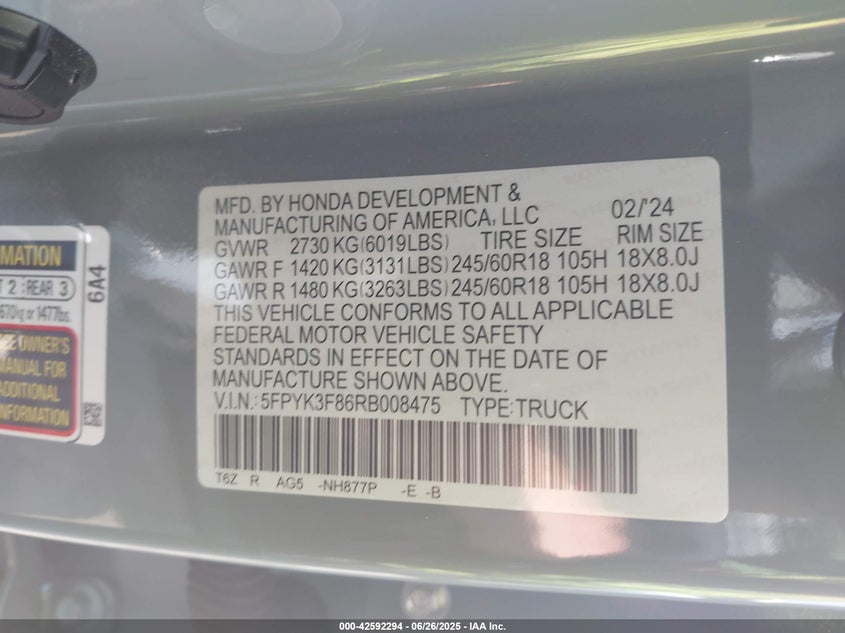 MFD. BY HONDA DEVELOPMENT &
MANUFACTURING OF AMERICA, LLC 02/'24
GVWR 2730 KG(6019LBS) TIRE SIZE RIM SIZE
GAWR F 1420 KG(3131LBS) 245/60R18 105H 18X8.0J
GAWR R 1480 KG(3263LBS) 245/60R18 105H 18X8.0J
THIS VEHICLE CONFORMS TO ALL APPLICABLE
FEDERAL MOTOR VEHICLE SAFETY
STANDARDS IN EFFECT ON THE DATE OF
MANUFACTURE SHOWN ABOVE.
V.I.N.: 5FPYK3F86RB008475 TYPE:TRUCK
T6Z R AG5 -NH877P -E -B
MATION
T 2 REAR 3
670kg or 1477lbs.
OWNER'S
MANUAL FOR
ADDITIONAL
INFORMATION
6A4
000-42592294 - 06/26/2025 - IAA Inc.